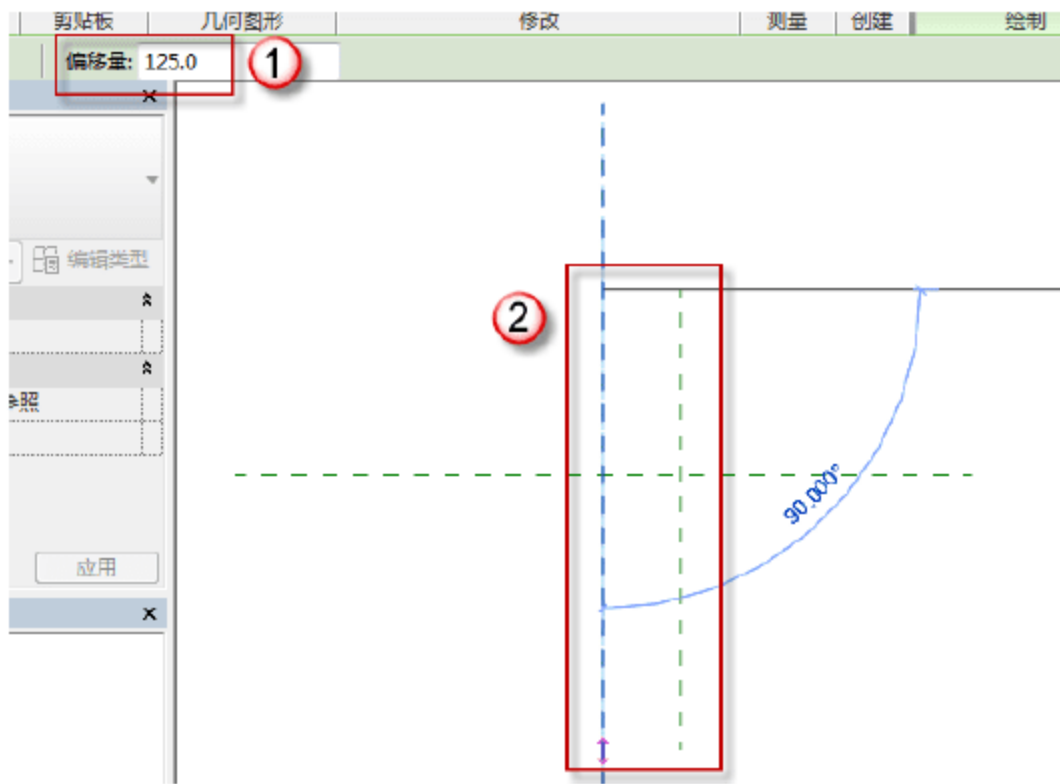 剪贴板 几何图形 修改 测量 创建 绘制
偏移量: 125.0 1
编辑类型
2
参照
90.000°
应用